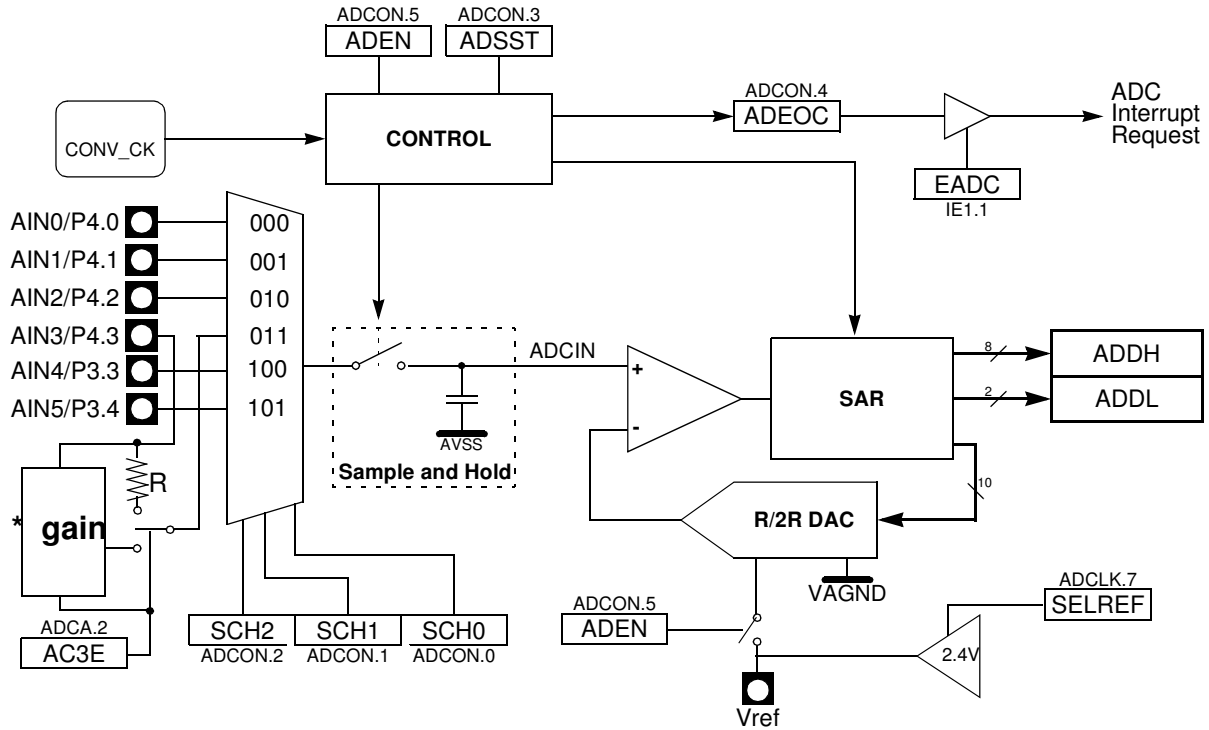 ADCON.5
ADEN
ADCON.3
ADSST
CONV_CK
CONTROL
ADCON.4
ADEOC
ADC
Interrupt
Request
EADC
IE1.1
AIN0/P4.0
000
AIN1/P4.1
001
AIN2/P4.2
010
AIN3/P4.3
011
AIN4/P3.3
100
AIN5/P3.4
101
ADCIN
+
-
AVSS
Sample and Hold
SAR
8
ADDH
2
ADDL
10
R
* gain
R/2R DAC
VAGND
ADCA.2
AC3E
SCH2
SCH1
SCH0
ADCON.2
ADCON.1
ADCON.0
ADCON.5
ADEN
ADCLK.7
SELREF
2.4V
Vref